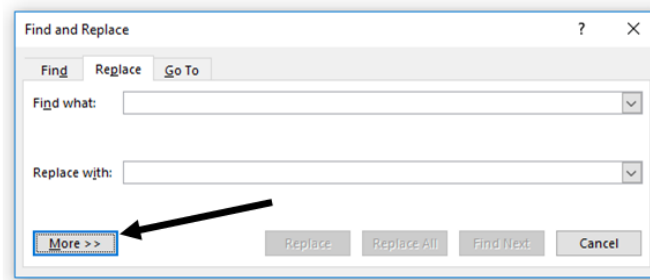 Find and Replace ? ×
Find Replace Go To
Find what:
Replace with:
More >> Replace Replace All Find Next Cancel